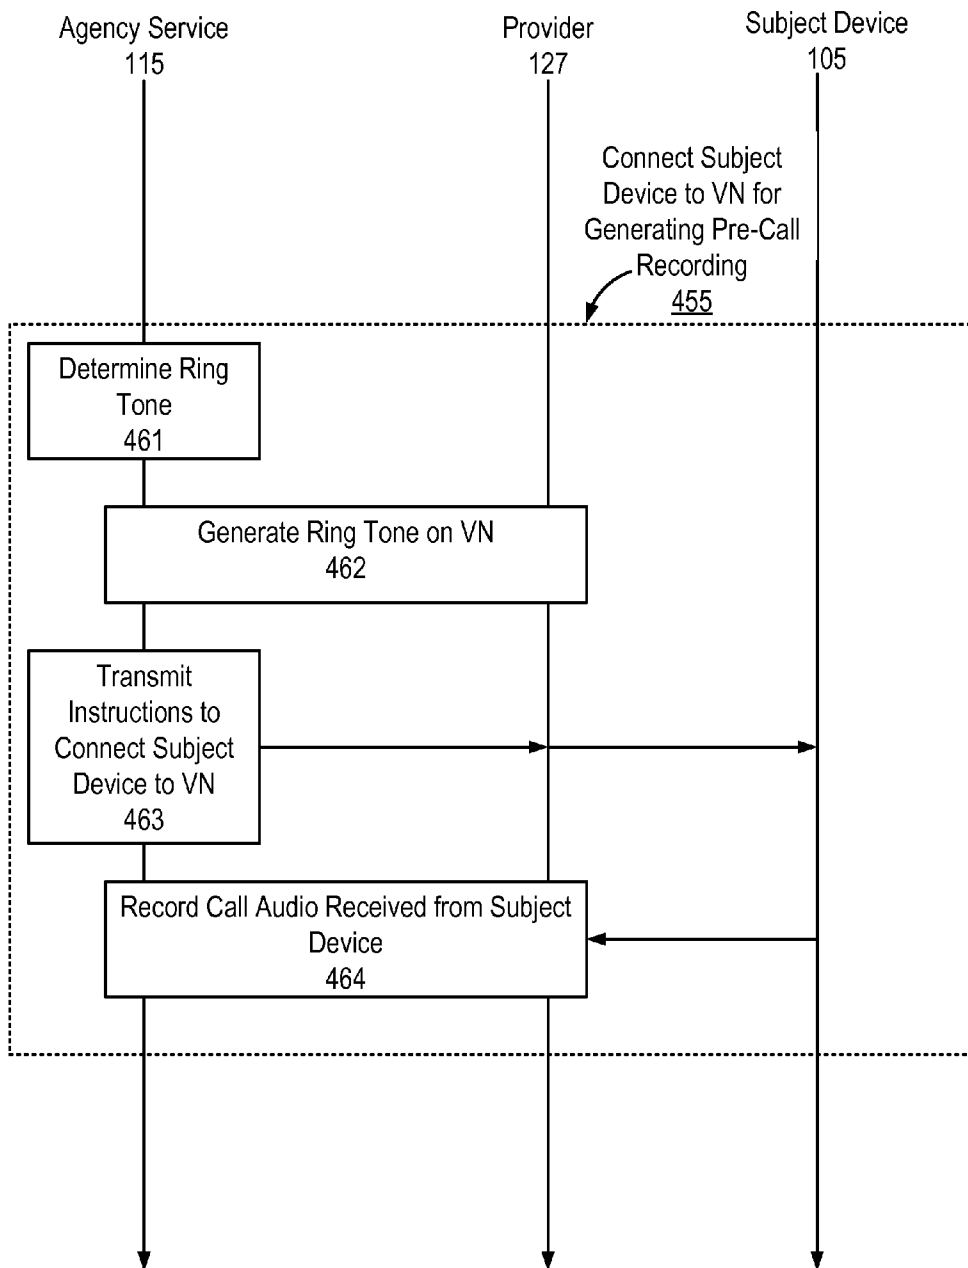 Agency Service
115
Provider
127
Subject Device
105
Connect Subject
Device to VN for
Generating Pre-Call
Recording
455
Determine Ring
Tone
461
Generate Ring Tone on VN
462
Transmit
Instructions to
Connect Subject
Device to VN
463
Record Call Audio Received from Subject
Device
464